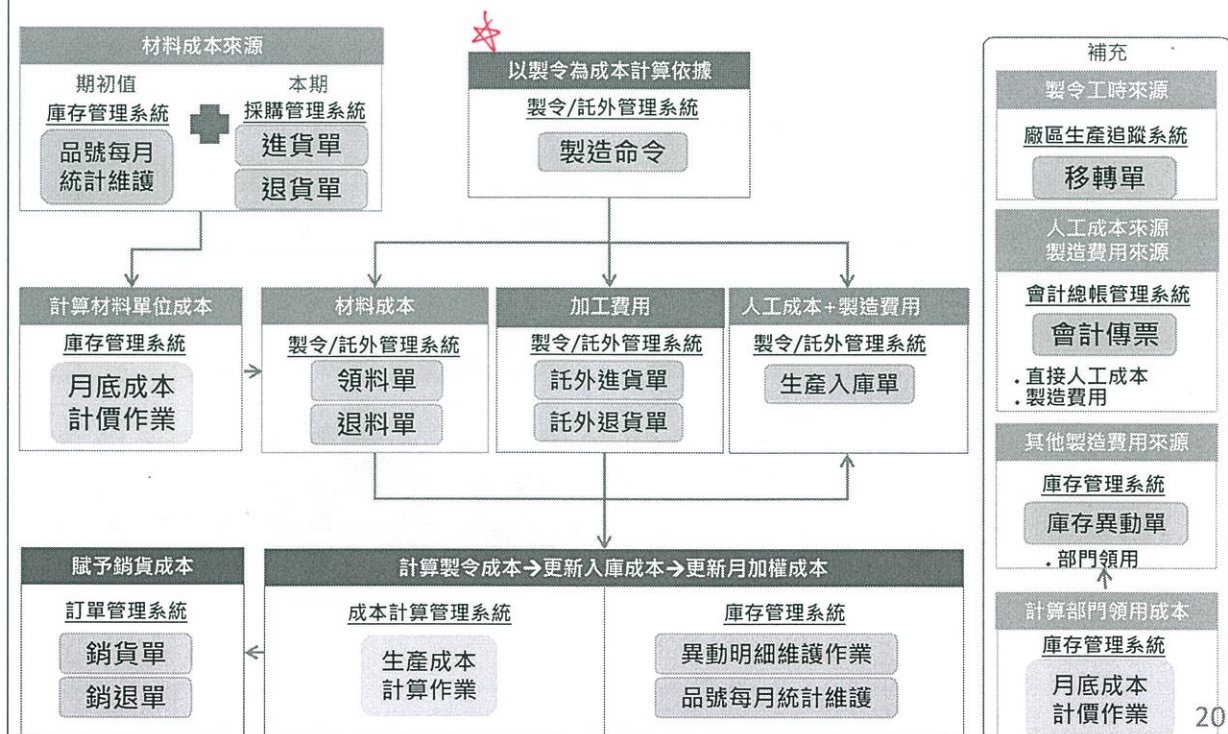 材料成本來源
期初值
庫存管理系統
品號每月
統計維護
本期
採購管理系統
進貨單
退貨單
以製令為成本計算依據
製令/託外管理系統
製造命令
計算材料單位成本
庫存管理系統
月底成本
計價作業
材料成本
製令/託外管理系統
領料單
退料單
加工費用
製令/託外管理系統
託外進貨單
託外退貨單
人工成本+製造費用
製令/託外管理系統
生產入庫單
賦予銷貨成本
訂單管理系統
銷貨單
銷退單
計算製令成本→更新入庫成本→更新月加權成本
成本計算管理系統
生產成本
計算作業
庫存管理系統
異動明細維護作業
品號每月統計維護
補充
製令工時來源
廠區生產追蹤系統
移轉單
人工成本來源
製造費用來源
會計總帳管理系統
會計傳票
.直接人工成本
.製造費用
其他製造費用來源
庫存管理系統
庫存異動單
.部門領用
計算部門領用成本
庫存管理系統
月底成本
計價作業
20